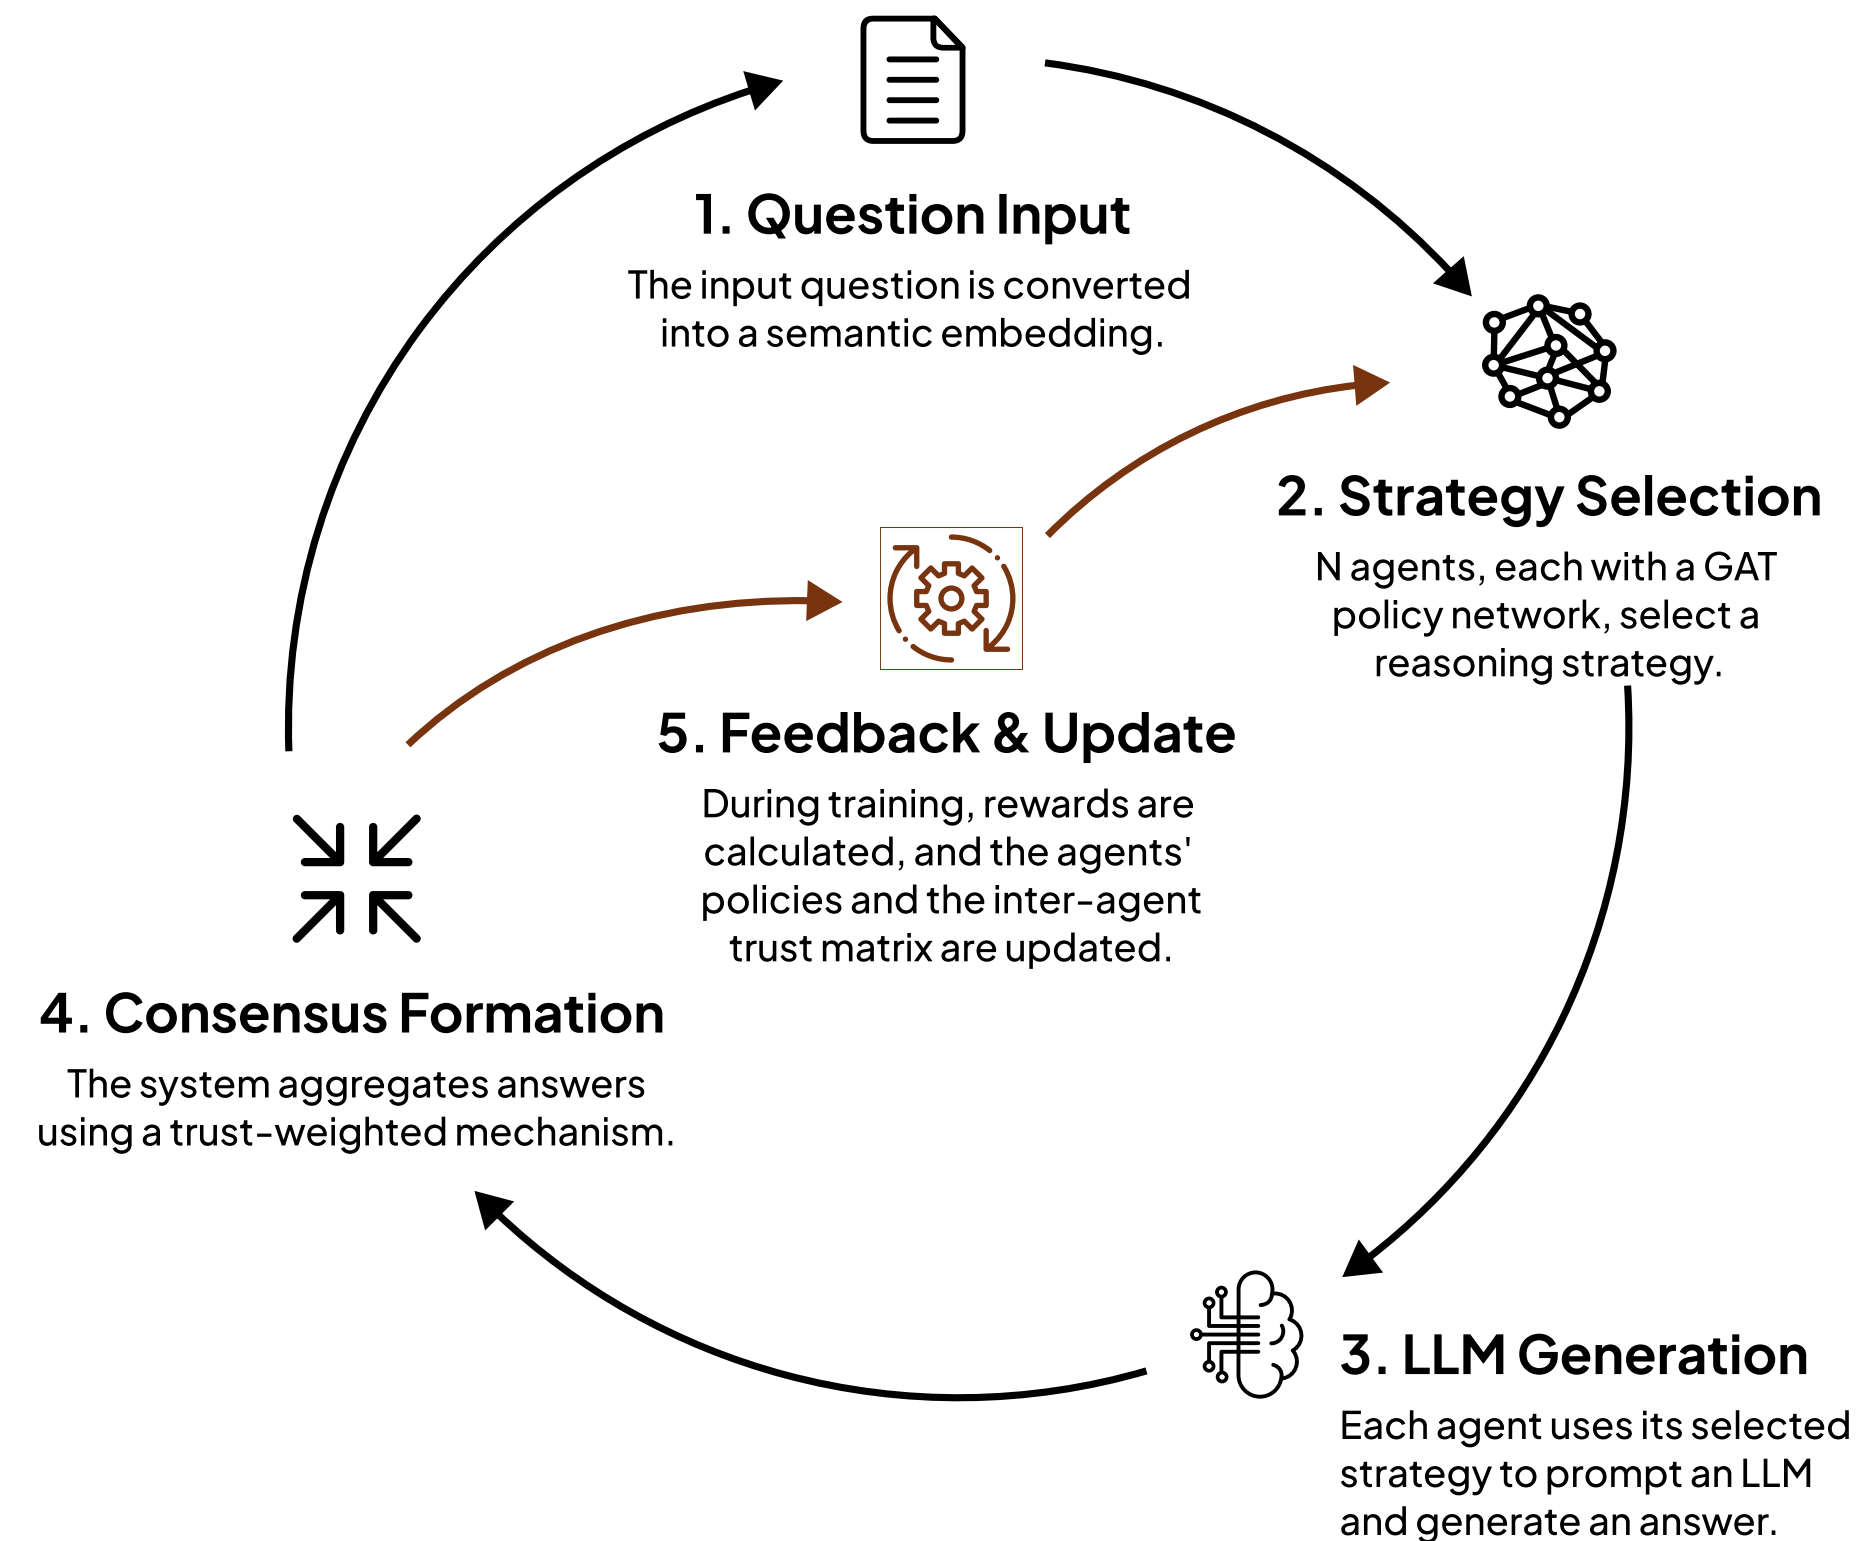 1. Question Input
The input question is converted
into a semantic embedding.
2. Strategy Selection
N agents, each with a GAT
policy network, select a
reasoning strategy.
3. LLM Generation
Each agent uses its selected
strategy to prompt an LLM
and generate an answer.
4. Consensus Formation
The system aggregates answers
using a trust-weighted mechanism.
5. Feedback & Update
During training, rewards are
calculated, and the agents'
policies and the inter-agent
trust matrix are updated.